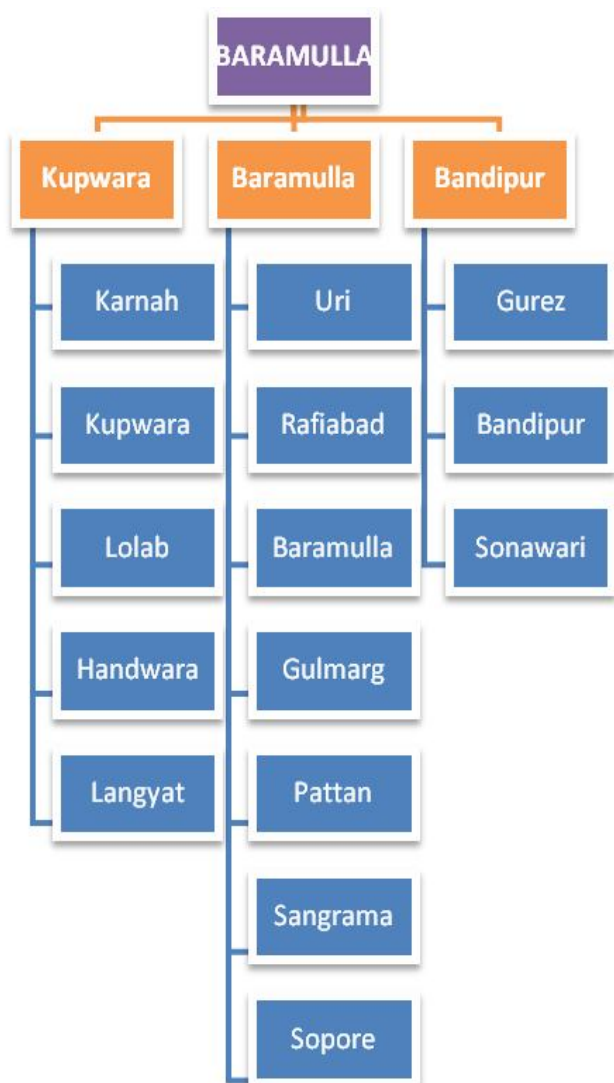 BARAMULLA
Kupwara
Baramulla
Bandipur
Karnah
Kupwara
Lolab
Handwara
Langyat
Uri
Rafiabad
Baramulla
Gulmarg
Pattan
Sangrama
Sopore
Gurez
Bandipur
Sonawari